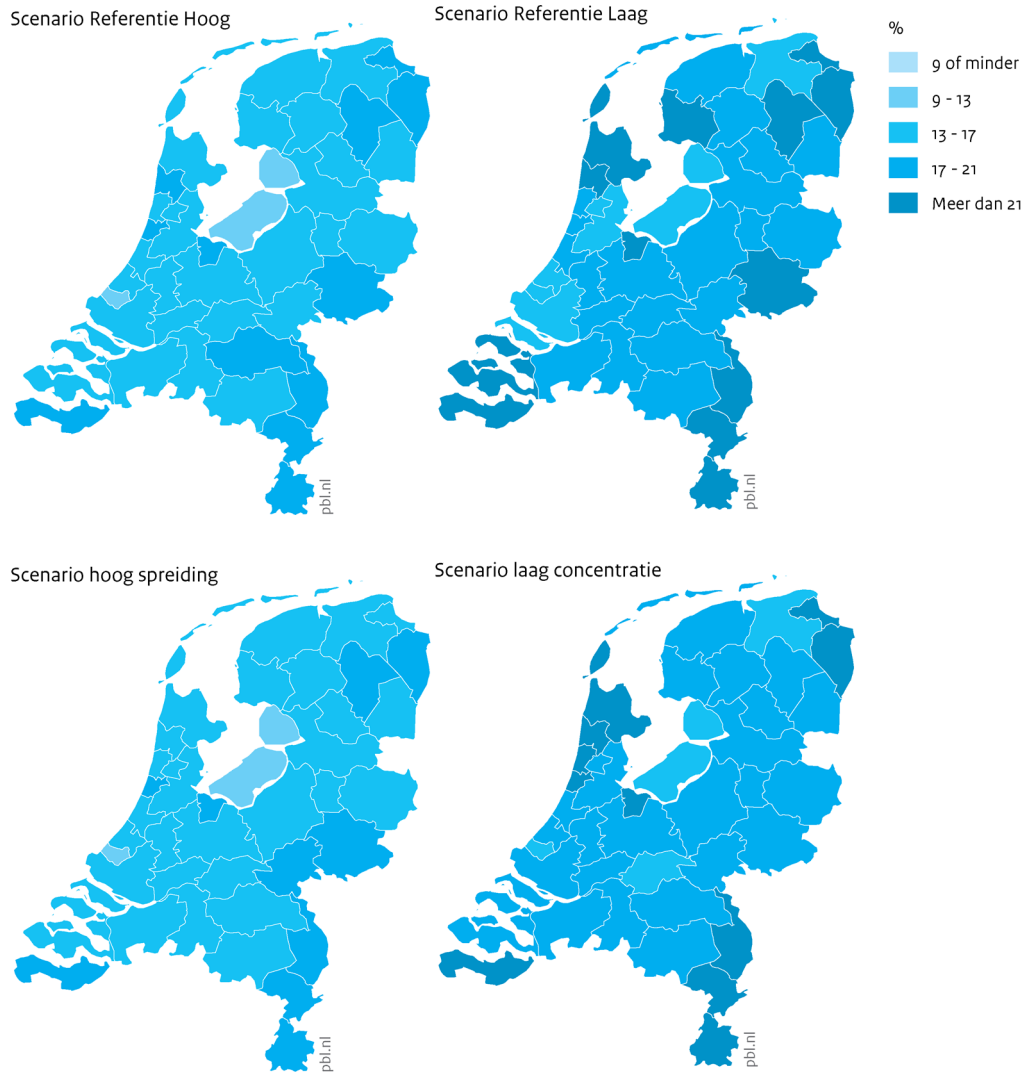 Scenario Referentie Hoog
Scenario Referentie Laag
%
9 of minder
9 - 13
13 - 17
17 - 21
Meer dan 21
pbl.nl
pbl.nl
Scenario hoog spreiding
Scenario laag concentratie
pbl.nl
pbl.nl